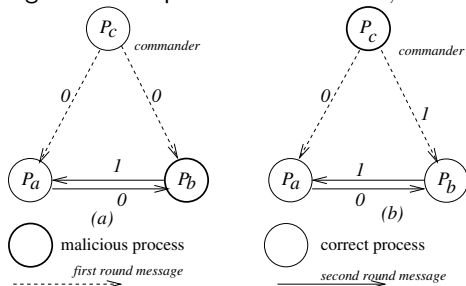 P_c
commander
0
0
1
P_a
P_b
0
(a)
P_c
commander
0
1
1
P_a
P_b
0
(b)
malicious process
correct process
first round message
second round message